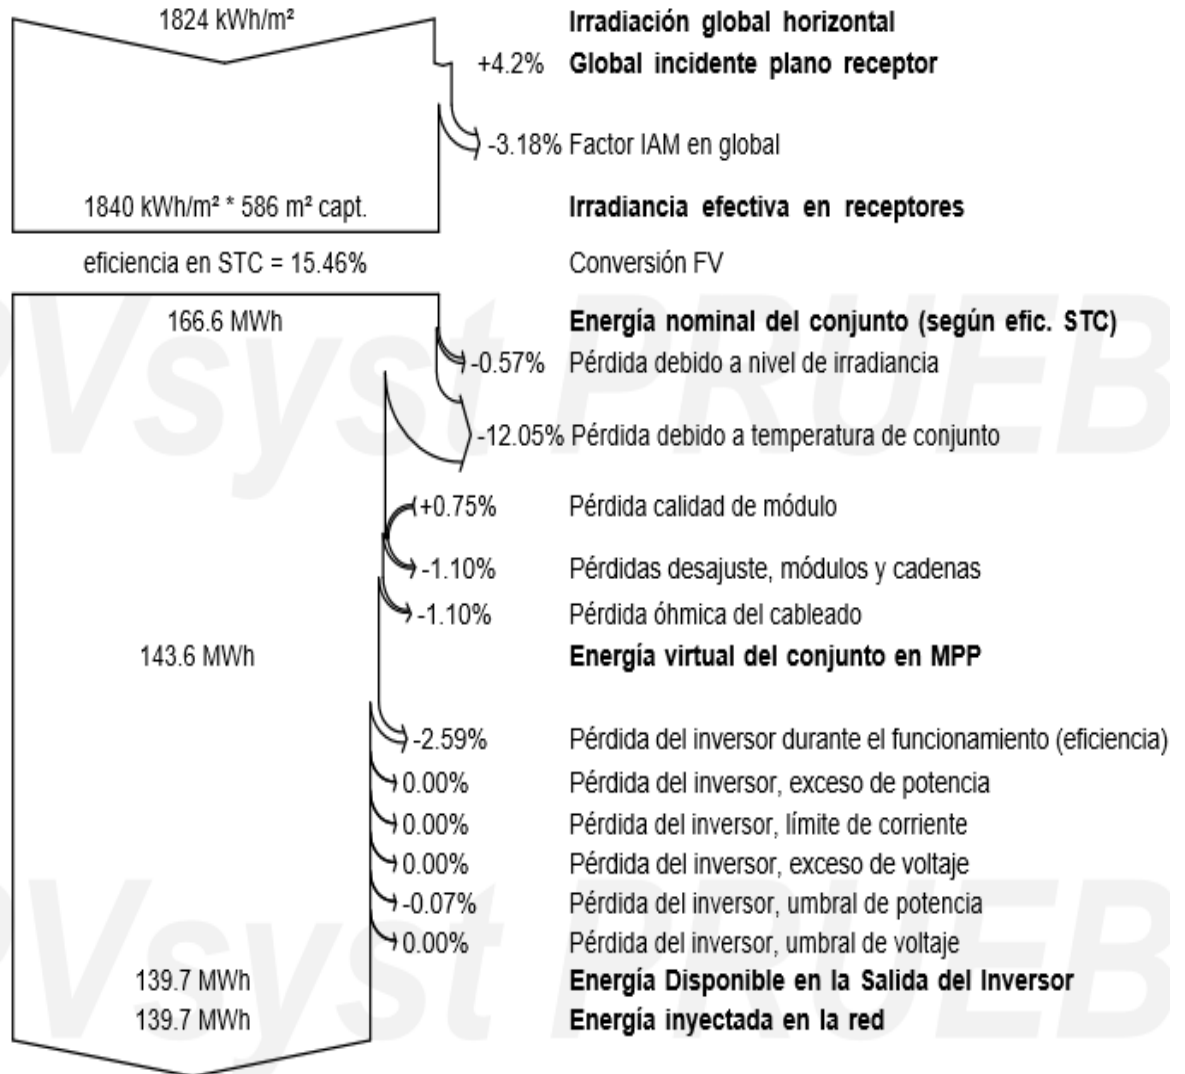 1824 kWh/m² Irradiación global horizontal
+4.2% Global incidente plano receptor
-3.18% Factor IAM en global
1840 kWh/m² * 586 m² capt. Irradiancia efectiva en receptores
eficiencia en STC = 15.46% Conversión FV
166.6 MWh Energía nominal del conjunto (según efic. STC)
-0.57% Pérdida debido a nivel de irradiancia
-12.05% Pérdida debido a temperatura de conjunto
+0.75% Pérdida calidad de módulo
-1.10% Pérdidas desajuste, módulos y cadenas
-1.10% Pérdida óhmica del cableado
143.6 MWh Energía virtual del conjunto en MPP
-2.59% Pérdida del inversor durante el funcionamiento (eficiencia)
0.00% Pérdida del inversor, exceso de potencia
0.00% Pérdida del inversor, límite de corriente
0.00% Pérdida del inversor, exceso de voltaje
-0.07% Pérdida del inversor, umbral de potencia
0.00% Pérdida del inversor, umbral de voltaje
139.7 MWh Energía Disponible en la Salida del Inversor
139.7 MWh Energía inyectada en la red
PVsyst PRUEB
PVsyst PRUEB